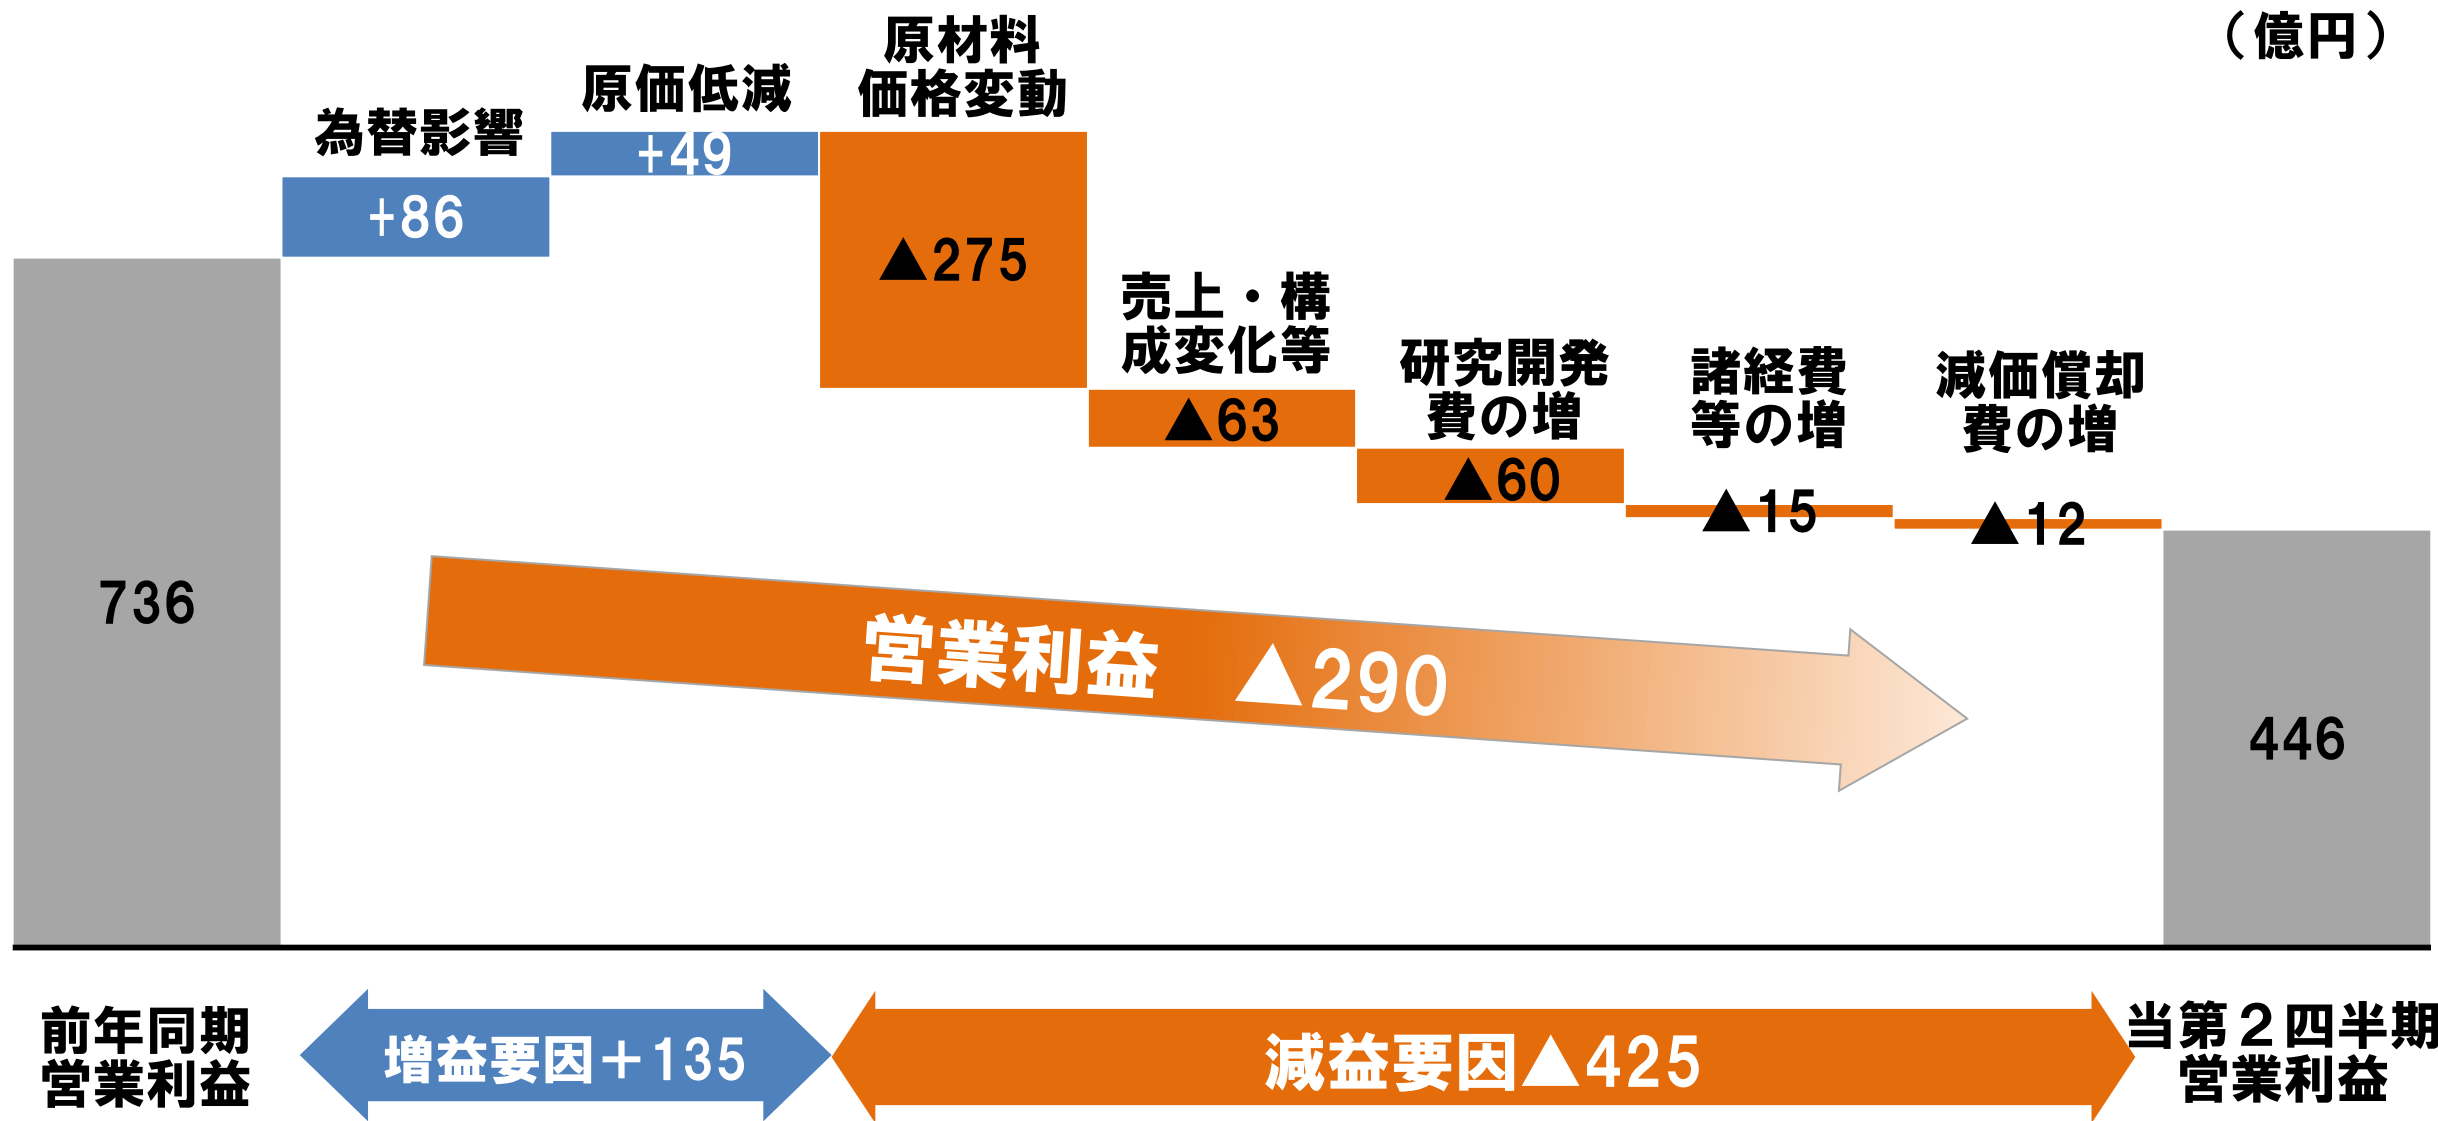 （億円）
為替影響
+86
原価低減
+49
原材料
価格変動
▲275
売上・構
成変化等
▲63
研究開発
費の増
▲60
諸経費
等の増
▲15
減価償却
費の増
▲12
736
営業利益　▲290
446
前年同期
営業利益
増益要因＋135
減益要因▲425
当第２四半期
営業利益